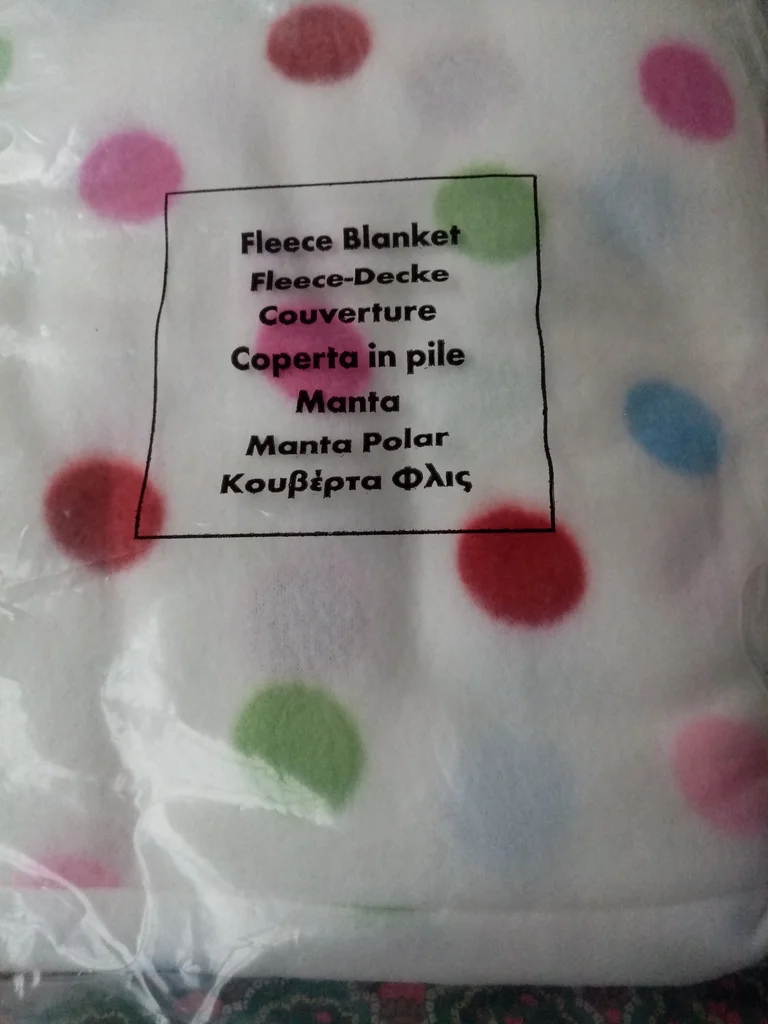 Fleece Blanket
Fleece-Decke
Couverture
Coperta in pile
Manta
Manta Polar
Κουβέρτα Φλις